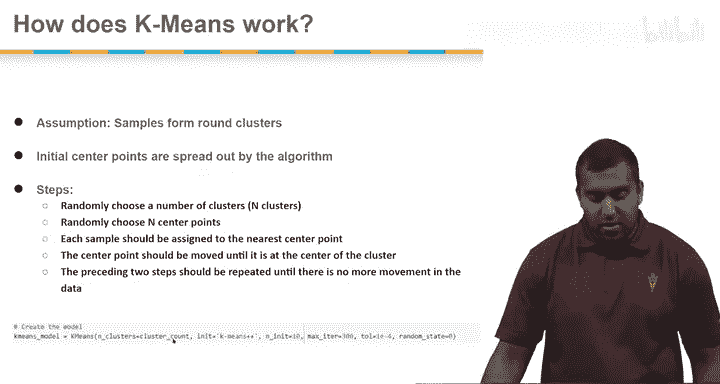 How does K-Means work?
Assumption: Samples form round clusters
Initial center points are spread out by the algorithm
Steps:
Randomly choose a number of clusters (N clusters)
Randomly choose N center points
Each sample should be assigned to the nearest center point
The center point should be moved until it is at the center of the cluster
The preceding two steps should be repeated until there is no more movement in the
data
# Create the model
kmeans_model = KMeans(n_clusters=cluster_count, init='k-means++', n_init=10, max_iter=300, tol=1e-4, random_state=0)